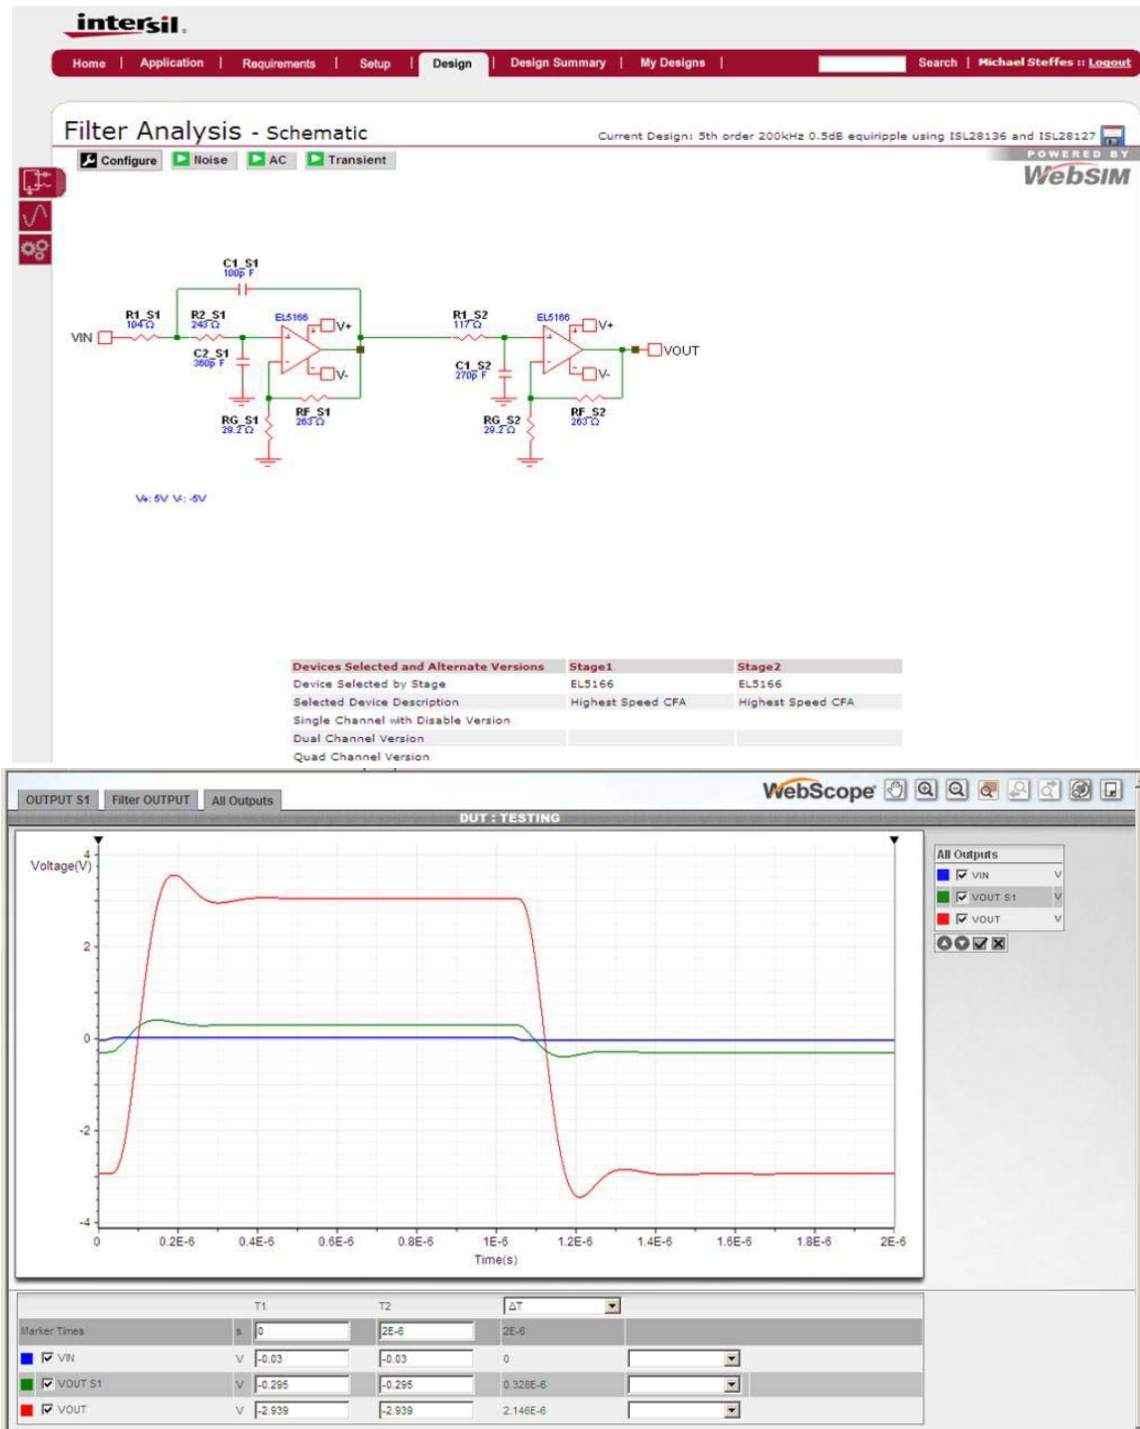 intersil.
Home | Application | Requirements | Setup | Design | Design Summary | My Designs | Search | Michael Steffes :: Logout
Filter Analysis - Schematic
Current Design: 5th order 200kHz 0.5dB equiripple using ISL28136 and ISL28127
Configure Noise AC Transient
POWERED BY
WebSIM
C1_S1
100p F
R1_S1
104 Ω
R2_S1
243 Ω
EL5166
V+
VIN
C2_S1
360p F
V-
RG_S1
29.2 Ω
RF_S1
263 Ω
R1_S2
117 Ω
EL5166
V+
VOUT
C1_S2
270p F
V-
RG_S2
29.2 Ω
RF_S2
263 Ω
V+: 5V V-: -5V
Devices Selected and Alternate Versions Stage1 Stage2
Device Selected by Stage EL5166 EL5166
Selected Device Description Highest Speed CFA Highest Speed CFA
Single Channel with Disable Version
Dual Channel Version
Quad Channel Version
OUTPUT S1 Filter OUTPUT All Outputs
WebScope
DUT : TESTING
Voltage(V)
4
2
0
-2
-4
0 0.2E-6 0.4E-6 0.6E-6 0.8E-6 1E-6 1.2E-6 1.4E-6 1.6E-6 1.8E-6 2E-6
Time(s)
All Outputs
VIN V
VOUT S1 V
VOUT V
T1 T2 ΔT
Marker Times s 0 2E-6 2E-6
VIN V -0.03 -0.03 0
VOUT S1 V -0.295 -0.295 0.328E-6
VOUT V -2.939 -2.939 2.146E-6